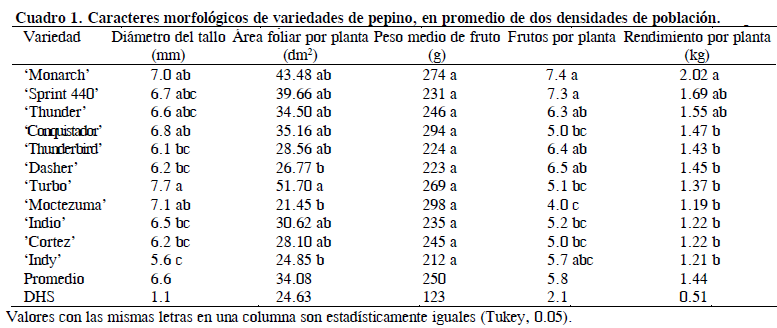 Cuadro 1. Caracteres morfológicos de variedades de pepino, en promedio de dos densidades de población.
Variedad Diámetro del tallo Área foliar por planta Peso medio de fruto Frutos por planta Rendimiento por planta
(mm) (dm²) (g) (kg)
‘Monarch’ 7.0 ab 43.48 ab 274 a 7.4 a 2.02 a
‘Sprint 440’ 6.7 abc 39.66 ab 231 a 7.3 a 1.69 ab
‘Thunder’ 6.6 abc 34.50 ab 246 a 6.3 ab 1.55 ab
‘Conquistador’ 6.8 ab 35.16 ab 294 a 5.0 bc 1.47 b
‘Thunderbird’ 6.1 bc 28.56 ab 224 a 6.4 ab 1.43 b
‘Dasher’ 6.2 bc 26.77 b 223 a 6.5 ab 1.45 b
‘Turbo’ 7.7 a 51.70 a 269 a 5.1 bc 1.37 b
‘Moctezuma’ 7.1 ab 21.45 b 298 a 4.0 c 1.19 b
‘Indio’ 6.5 bc 30.62 ab 235 a 5.2 bc 1.22 b
‘Cortez’ 6.2 bc 28.10 ab 245 a 5.0 bc 1.22 b
‘Indy’ 5.6 c 24.85 b 212 a 5.7 abc 1.21 b
Promedio 6.6 34.08 250 5.8 1.44
DHS 1.1 24.63 123 2.1 0.51
Valores con las mismas letras en una columna son estadísticamente iguales (Tukey, 0.05).